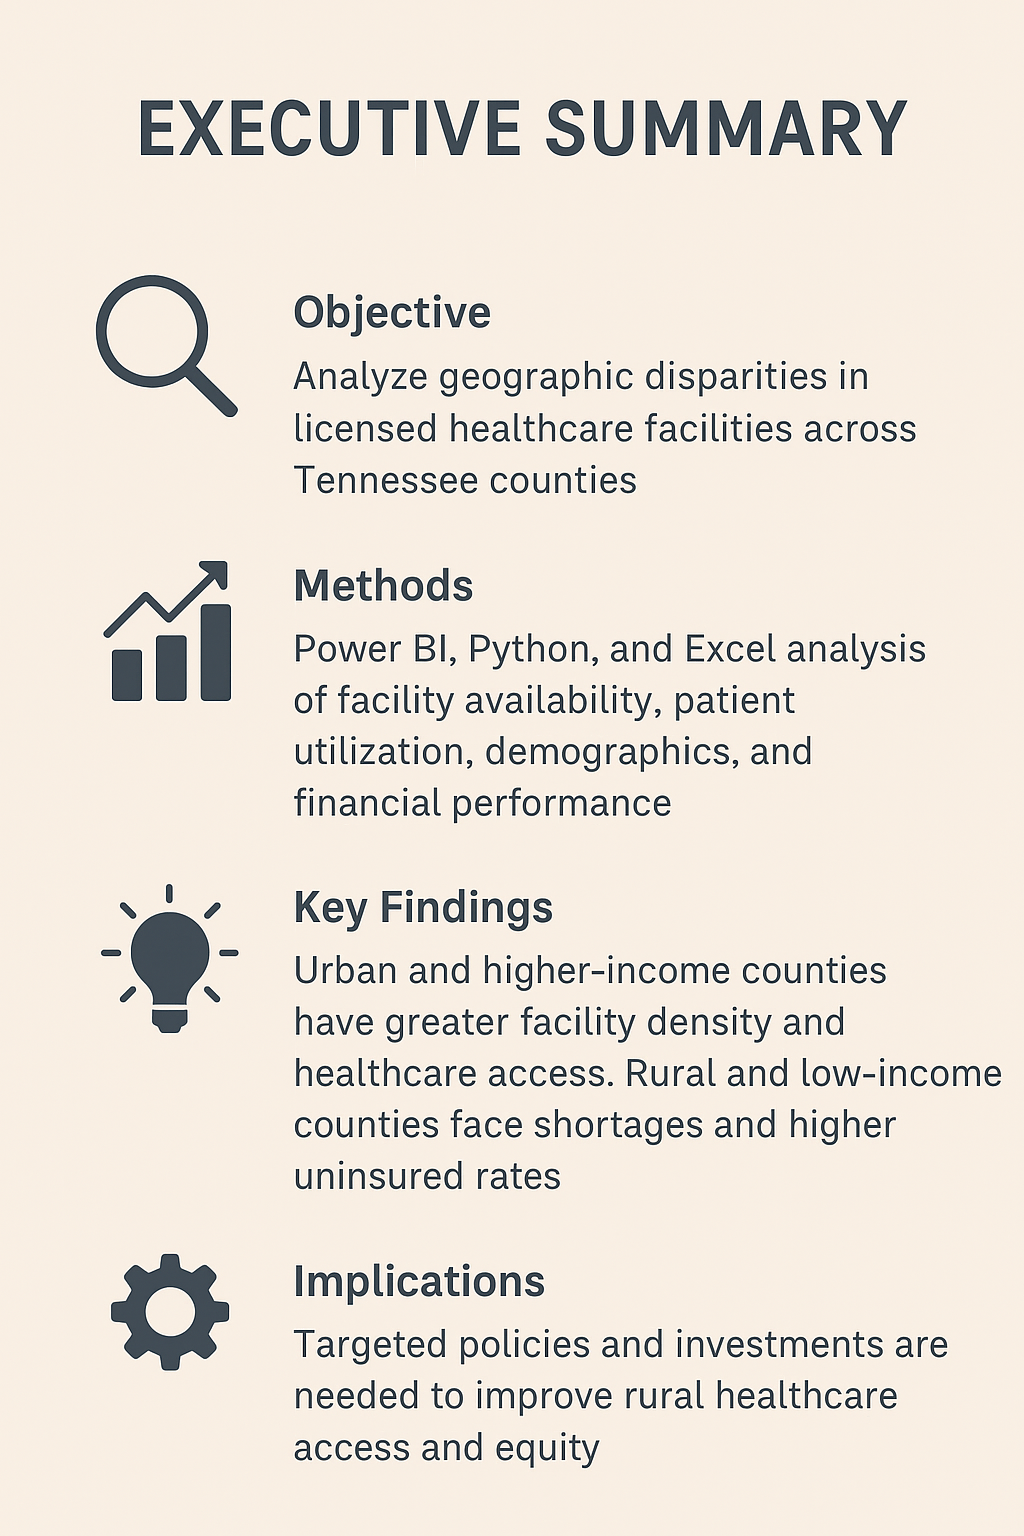 EXECUTIVE SUMMARY
Objective
Analyze geographic disparities in
licensed healthcare facilities across
Tennessee counties
Methods
Power BI, Python, and Excel analysis
of facility availability, patient
utilization, demographics, and
financial performance
Key Findings
Urban and higher-income counties
have greater facility density and
healthcare access. Rural and low-income
counties face shortages and higher
uninsured rates
Implications
Targeted policies and investments are
needed to improve rural healthcare
access and equity